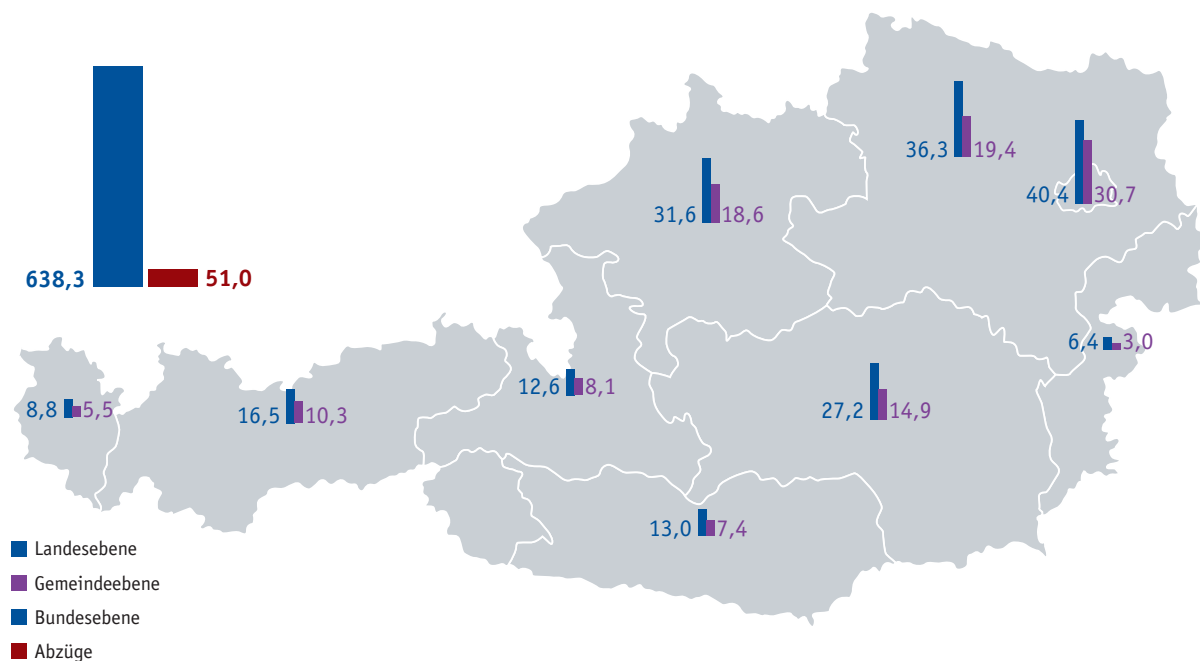 36,3 19,4
40,4 30,7
31,6 18,6
638,3 51,0
6,4 3,0
12,6 8,1
8,8 5,5
16,5 10,3
27,2 14,9
13,0 7,4
Landesebene
Gemeindeebene
Bundesebene
Abzüge